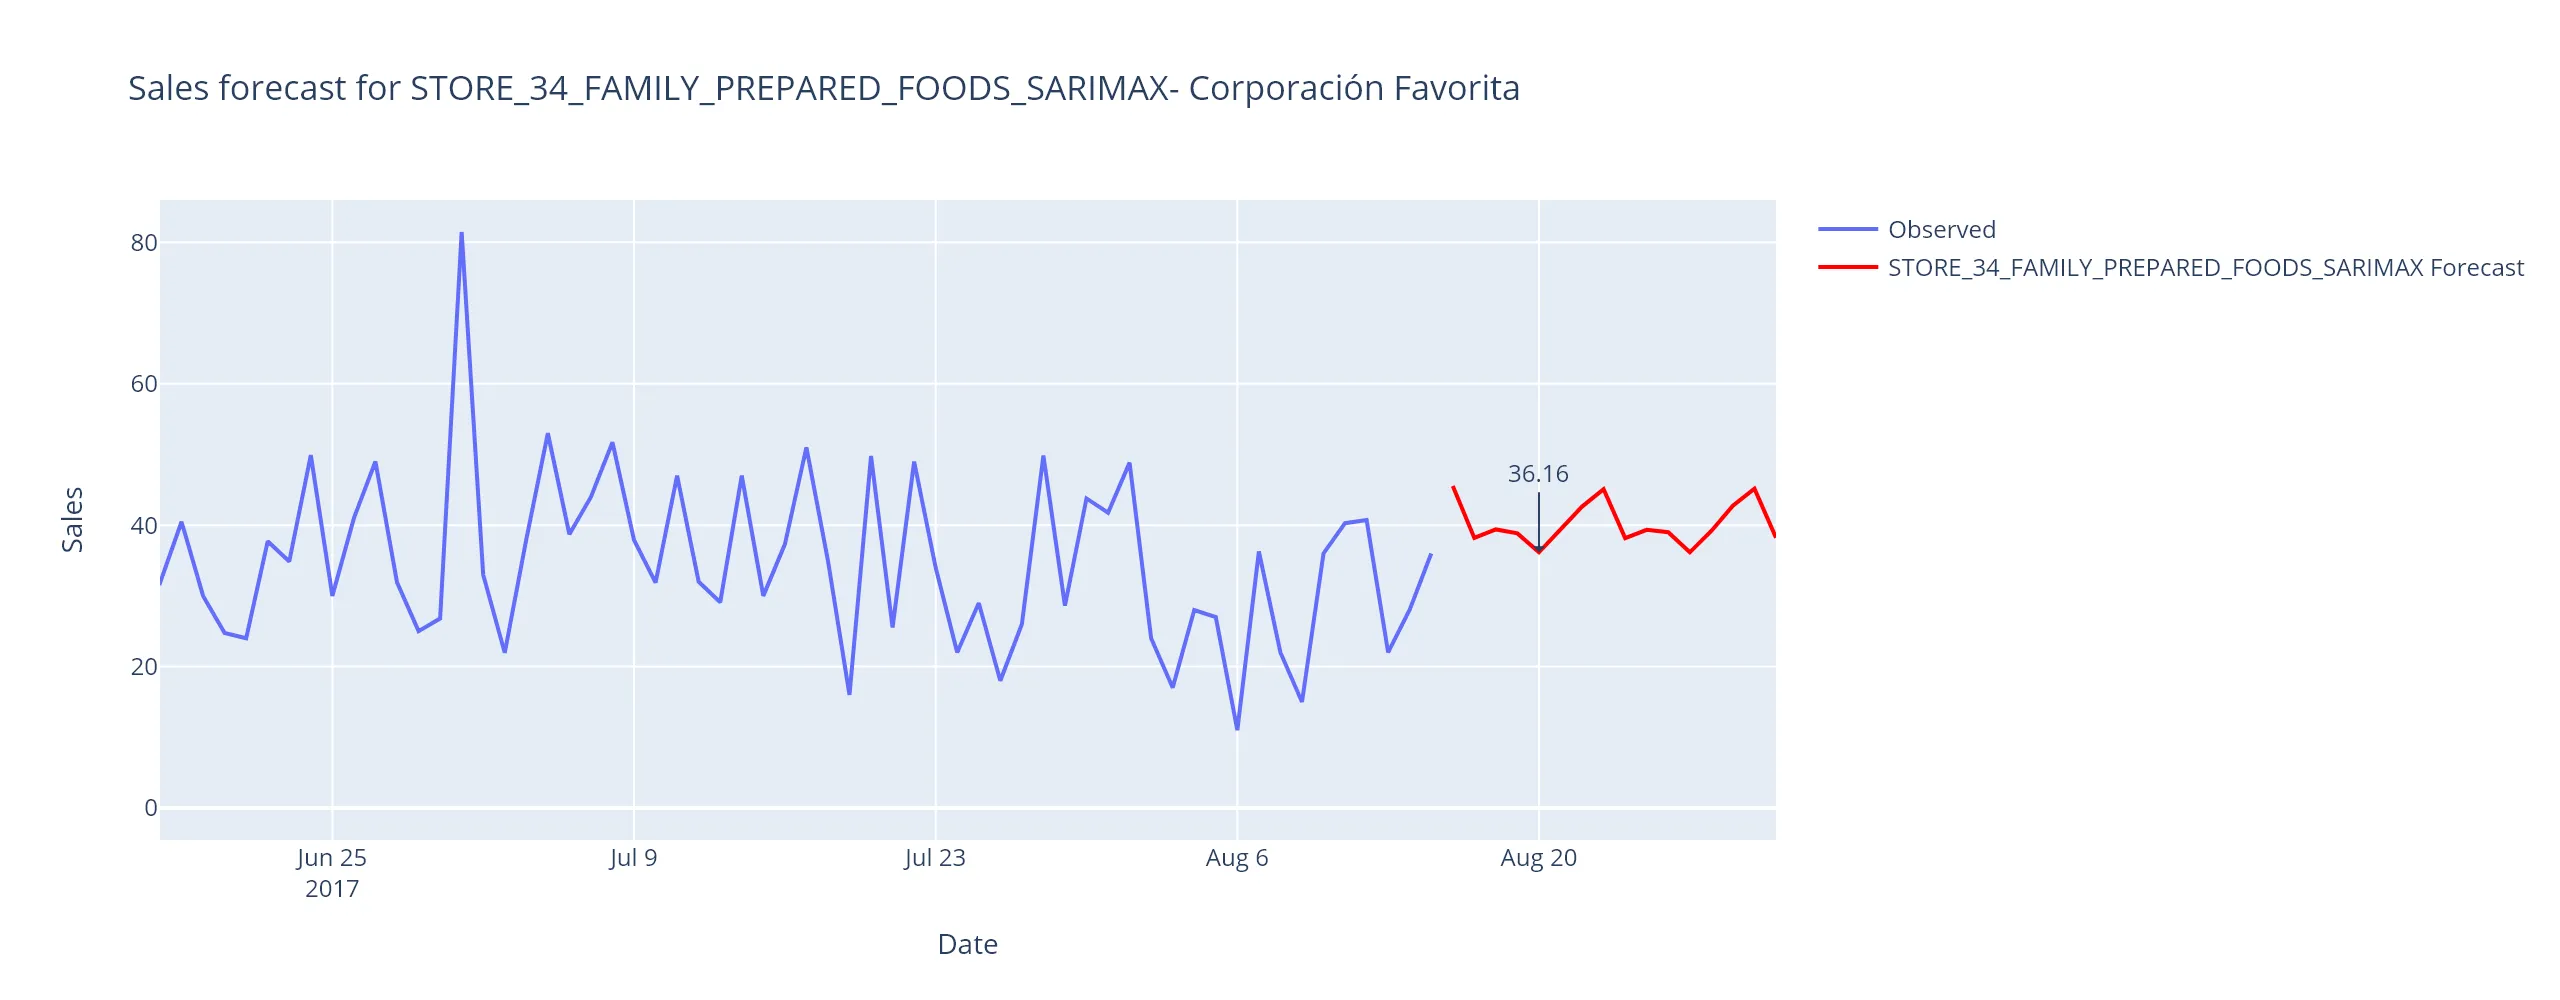 Sales forecast for STORE_34_FAMILY_PREPARED_FOODS_SARIMAX- Corporación Favorita
Observed
STORE_34_FAMILY_PREPARED_FOODS_SARIMAX Forecast
80
60
40
20
0
Sales
36.16
Jun 25
2017
Jul 9
Jul 23
Aug 6
Aug 20
Date